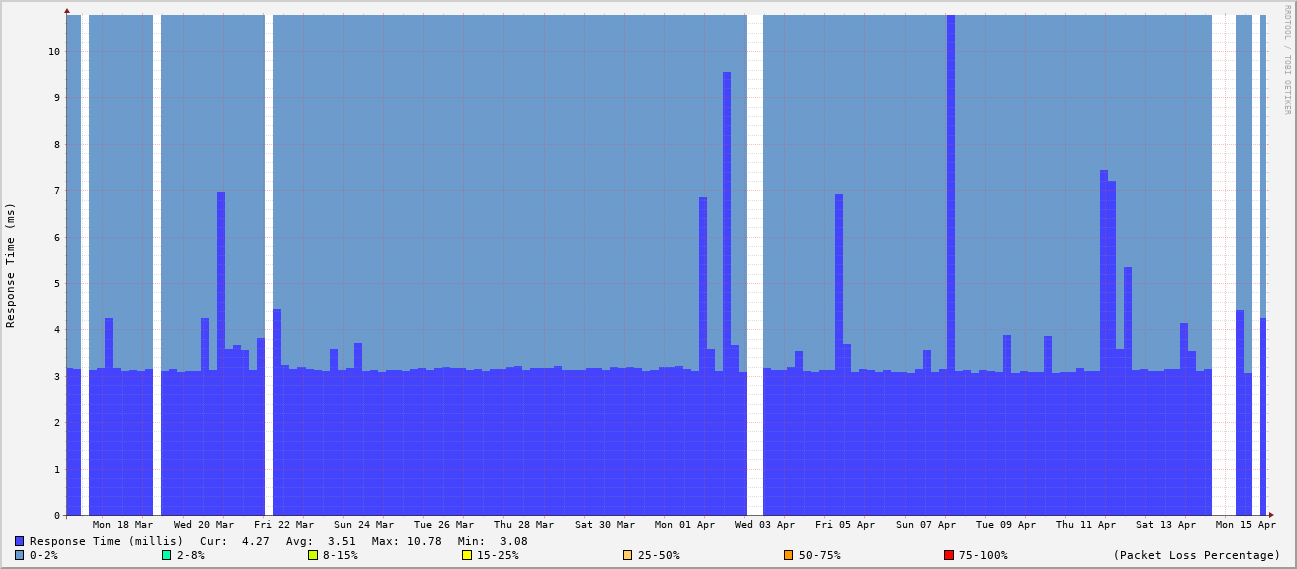 RRDTOOL / TOBI OETIKER
Response Time (ms)
10
9
8
7
6
5
4
3
2
1
0
Mon 18 Mar Wed 20 Mar Fri 22 Mar Sun 24 Mar Tue 26 Mar Thu 28 Mar Sat 30 Mar Mon 01 Apr Wed 03 Apr Fri 05 Apr Sun 07 Apr Tue 09 Apr Thu 11 Apr Sat 13 Apr Mon 15 Apr
Response Time (millis) Cur: 4.27 Avg: 3.51 Max: 10.78 Min: 3.08
0-2% 2-8% 8-15% 15-25% 25-50% 50-75% 75-100% (Packet Loss Percentage)